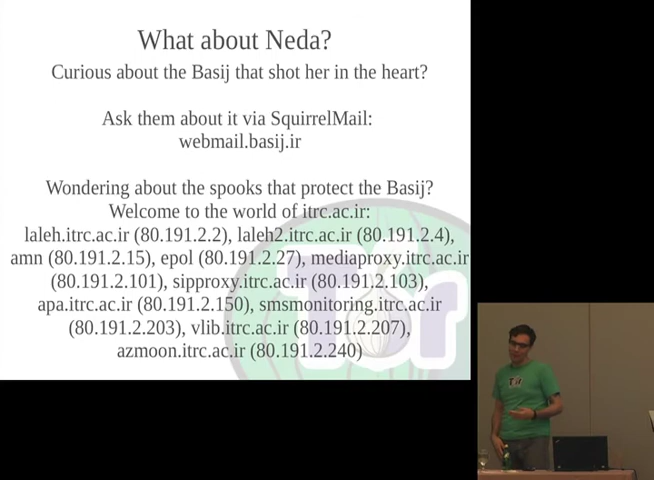 What about Neda?
Curious about the Basij that shot her in the heart?
Ask them about it via SquirrelMail:
webmail.basij.ir
Wondering about the spooks that protect the Basij?
Welcome to the world of itrc.ac.ir:
laleh.itrc.ac.ir (80.191.2.2), laleh2.itrc.ac.ir (80.191.2.4),
amn (80.191.2.15), epol (80.191.2.27), mediaproxy.itrc.ac.ir
(80.191.2.101), sipproxy.itrc.ac.ir (80.191.2.103),
apa.itrc.ac.ir (80.191.2.150), smsmonitoring.itrc.ac.ir
(80.191.2.203), vlib.itrc.ac.ir (80.191.2.207),
azmoon.itrc.ac.ir (80.191.2.240)
Tor
Tor